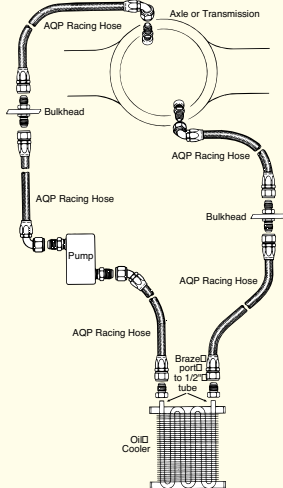 Axle or Transmission
AQP Racing Hose
Bulkhead
AQP Racing Hose
AQP Racing Hose
Bulkhead
Pump
AQP Racing Hose
AQP Racing Hose
Braze□
port□
to 1/2"□
tube
Oil□
Cooler